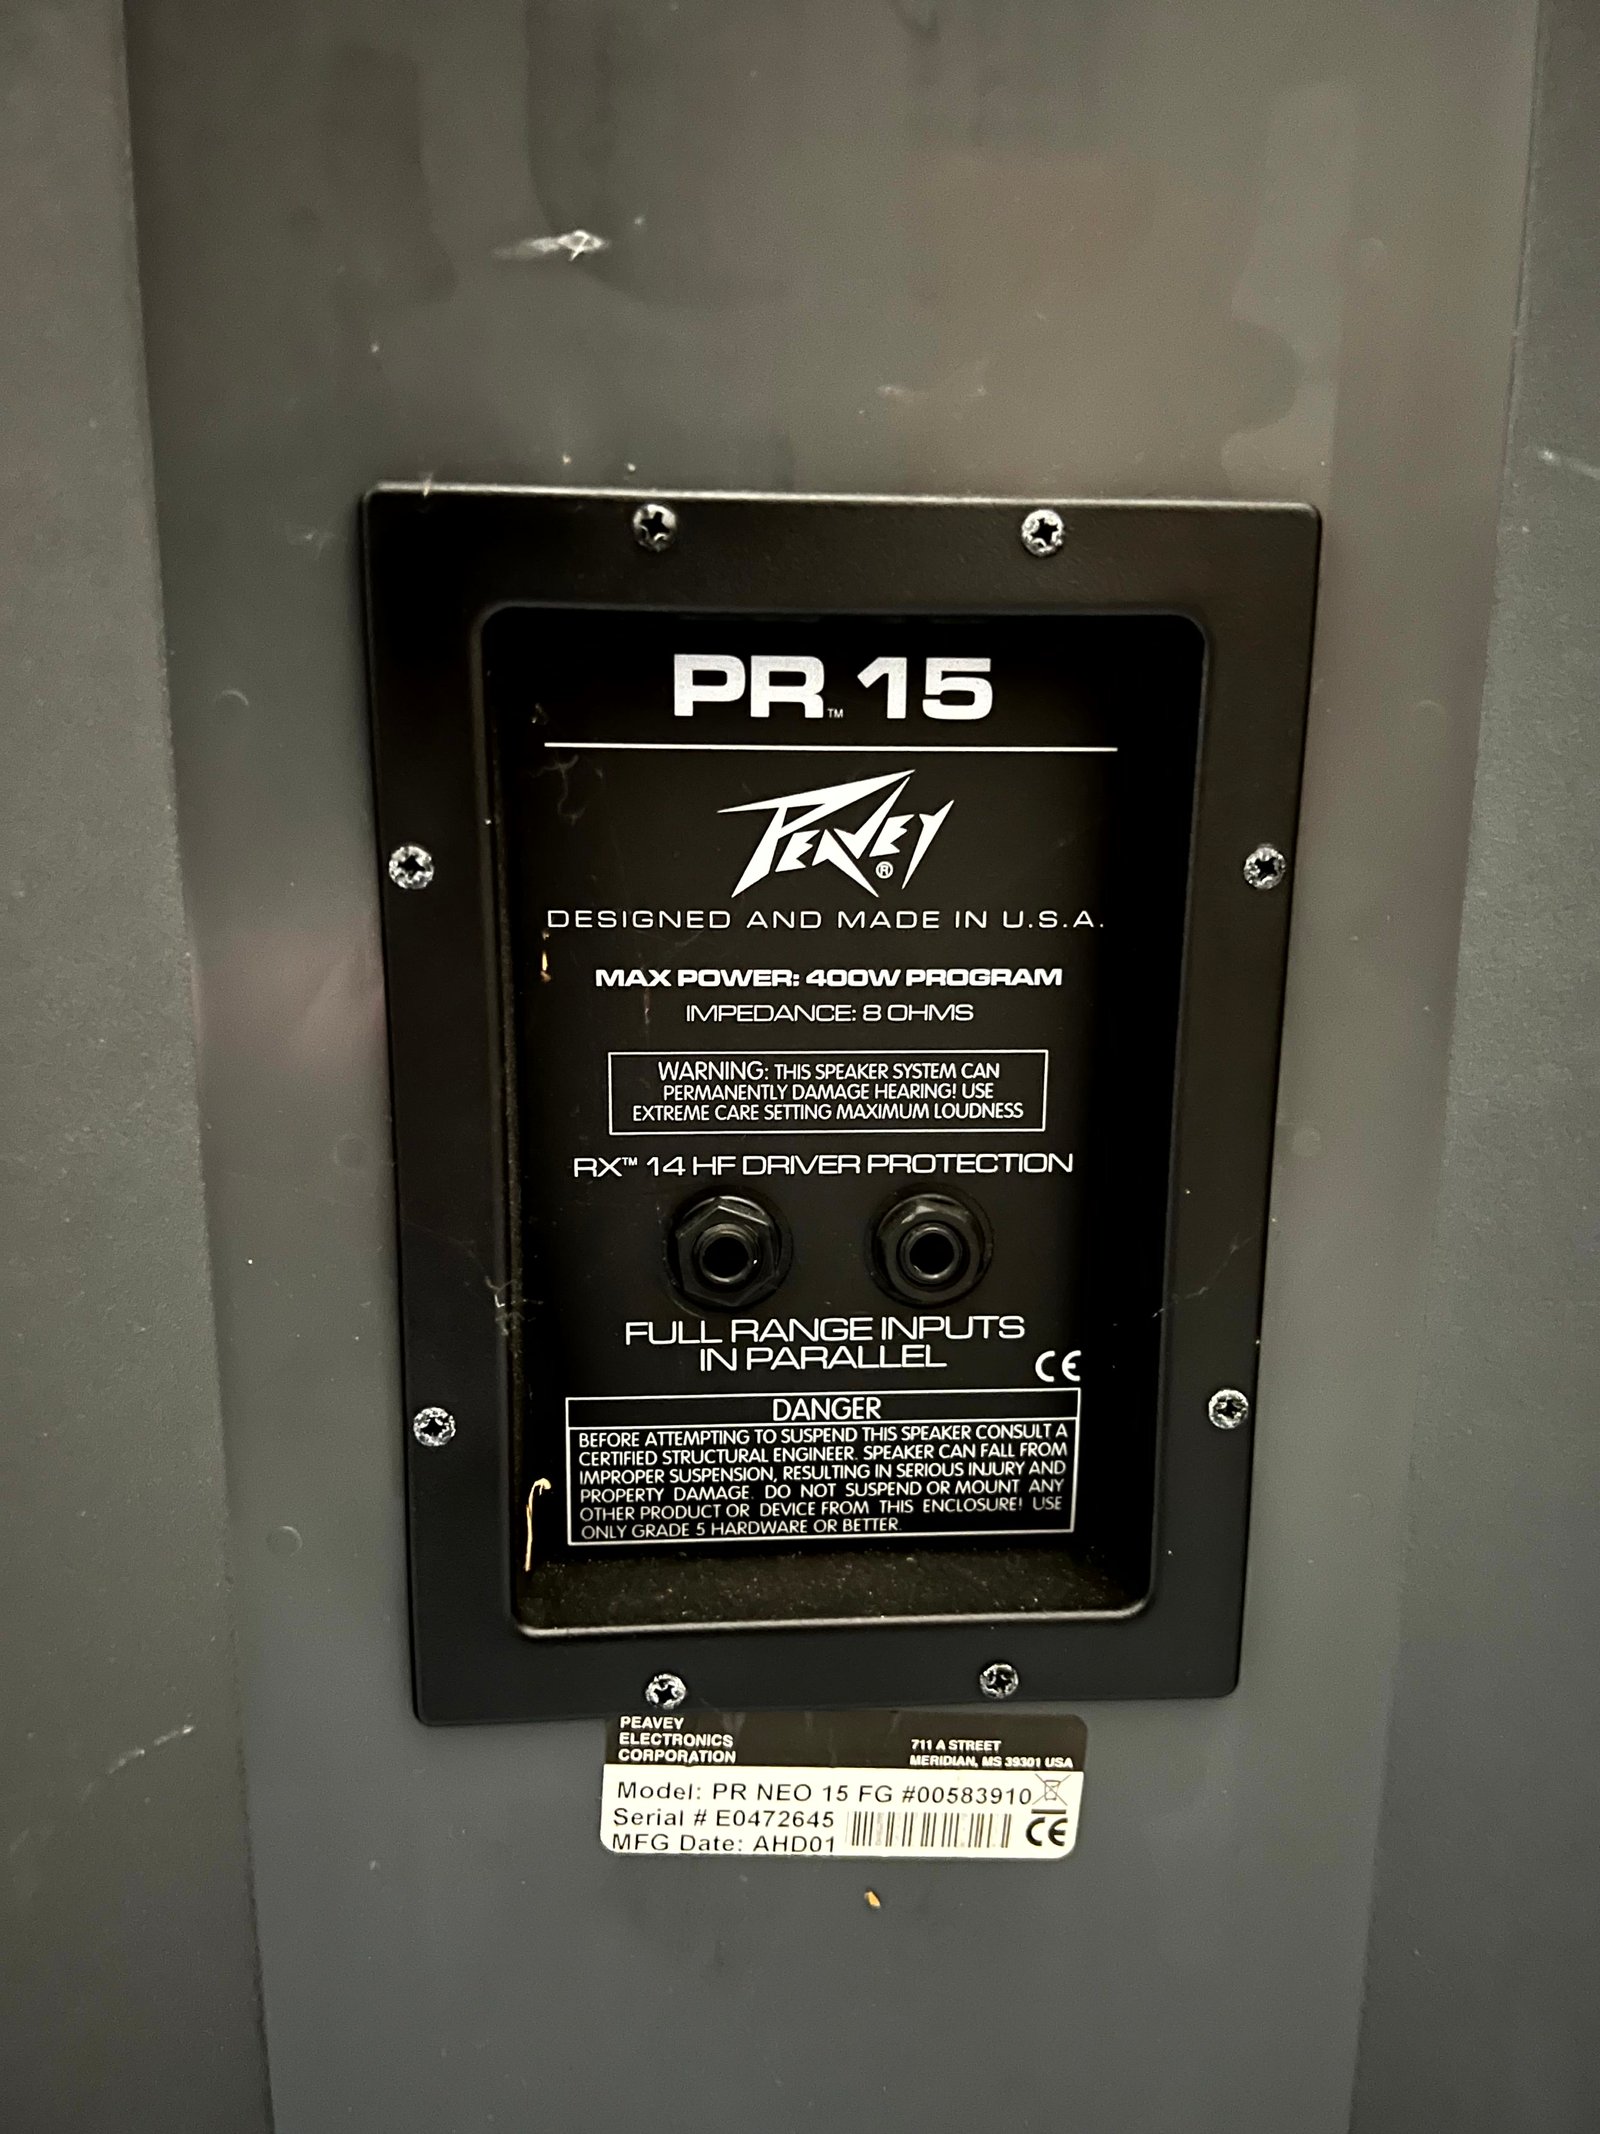 PR™ 15
PEAVEY®
DESIGNED AND MADE IN U.S.A.
MAX POWER: 400W PROGRAM
IMPEDANCE: 8 OHMS
WARNING: THIS SPEAKER SYSTEM CAN
PERMANENTLY DAMAGE HEARING! USE
EXTREME CARE SETTING MAXIMUM LOUDNESS
RX™ 14 HF DRIVER PROTECTION
FULL RANGE INPUTS
IN PARALLEL
CE
DANGER
BEFORE ATTEMPTING TO SUSPEND THIS SPEAKER CONSULT A
CERTIFIED STRUCTURAL ENGINEER. SPEAKER CAN FALL FROM
IMPROPER SUSPENSION, RESULTING IN SERIOUS INJURY AND
PROPERTY DAMAGE. DO NOT SUSPEND OR MOUNT ANY
OTHER PRODUCT OR DEVICE FROM THIS ENCLOSURE! USE
ONLY GRADE 5 HARDWARE OR BETTER.
PEAVEY
ELECTRONICS
CORPORATION
711 A STREET
MERIDIAN, MS 39301 USA
Model: PR NEO 15 FG #00583910
Serial # E0472645
MFG Date: AHD01
CE